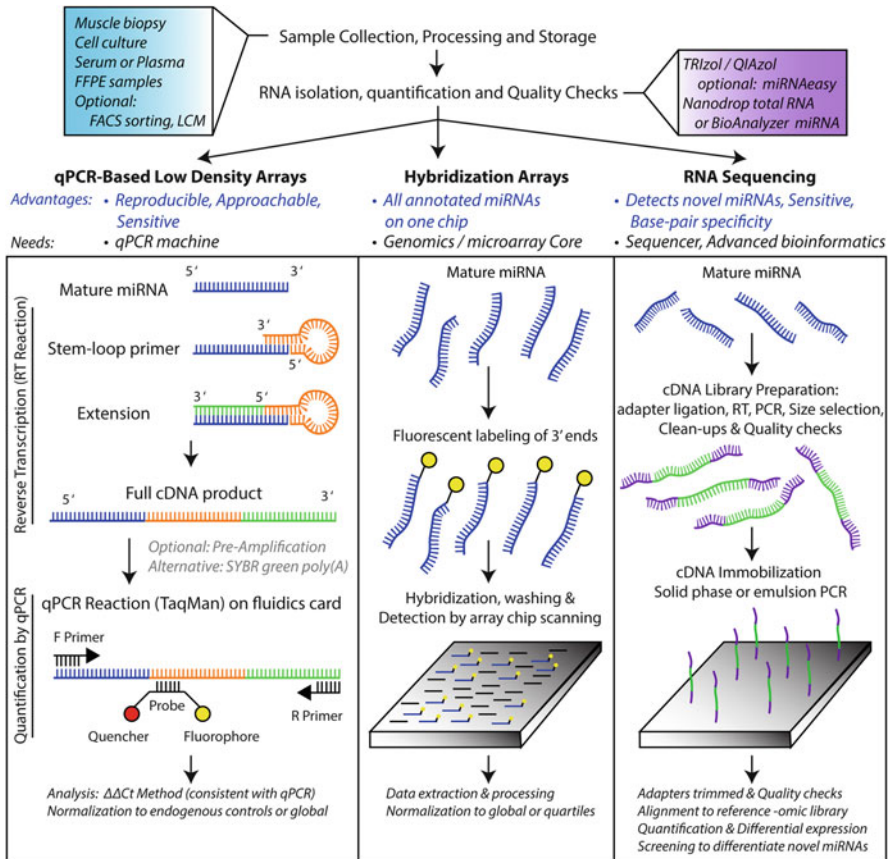 Muscle biopsy
Cell culture
Serum or Plasma
FFPE samples
Optional:
FACS sorting, LCM
Sample Collection, Processing and Storage
RNA isolation, quantification and Quality Checks
TRIzol / QIAzol
optional: miRNAeasy
Nanodrop total RNA
or BioAnalyzer miRNA
qPCR-Based Low Density Arrays
Advantages: • Reproducible, Approachable,
Sensitive
Needs: • qPCR machine
Hybridization Arrays
• All annotated miRNAs
on one chip
• Genomics / microarray Core
RNA Sequencing
• Detects novel miRNAs, Sensitive,
Base-pair specificity
• Sequencer, Advanced bioinformatics
Reverse Transcription (RT Reaction)
5' 3'
Mature miRNA
3'
Stem-loop primer
5'
3' 5'
Extension
Full cDNA product
5' 3'
Optional: Pre-Amplification
Alternative: SYBR green poly(A)
Quantification by qPCR
qPCR Reaction (TaqMan) on fluidics card
F Primer
Probe
R Primer
Quencher Fluorophore
Analysis: ΔΔCt Method (consistent with qPCR)
Normalization to endogenous controls or global
Mature miRNA
Fluorescent labeling of 3' ends
Hybridization, washing &
Detection by array chip scanning
Data extraction & processing
Normalization to global or quartiles
Mature miRNA
cDNA Library Preparation:
adapter ligation, RT, PCR, Size selection,
Clean-ups & Quality checks
cDNA Immobilization
Solid phase or emulsion PCR
Adapters trimmed & Quality checks
Alignment to reference -omic library
Quantification & Differential expression
Screening to differentiate novel miRNAs